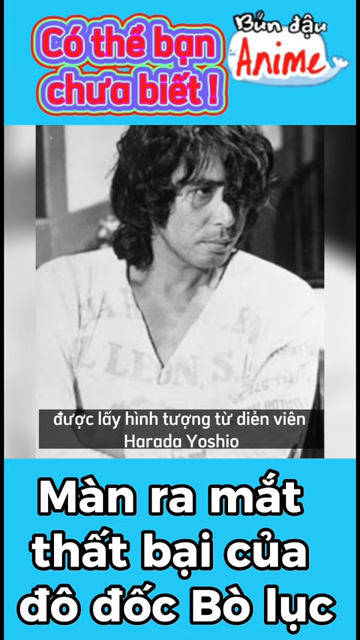 Có thể bạn
chưa biết !
Bún đậu
Anime
được lấy hình tượng từ diễn viên
Harada Yoshio
Màn ra mắt
thất bại của
đô đốc Bò lục